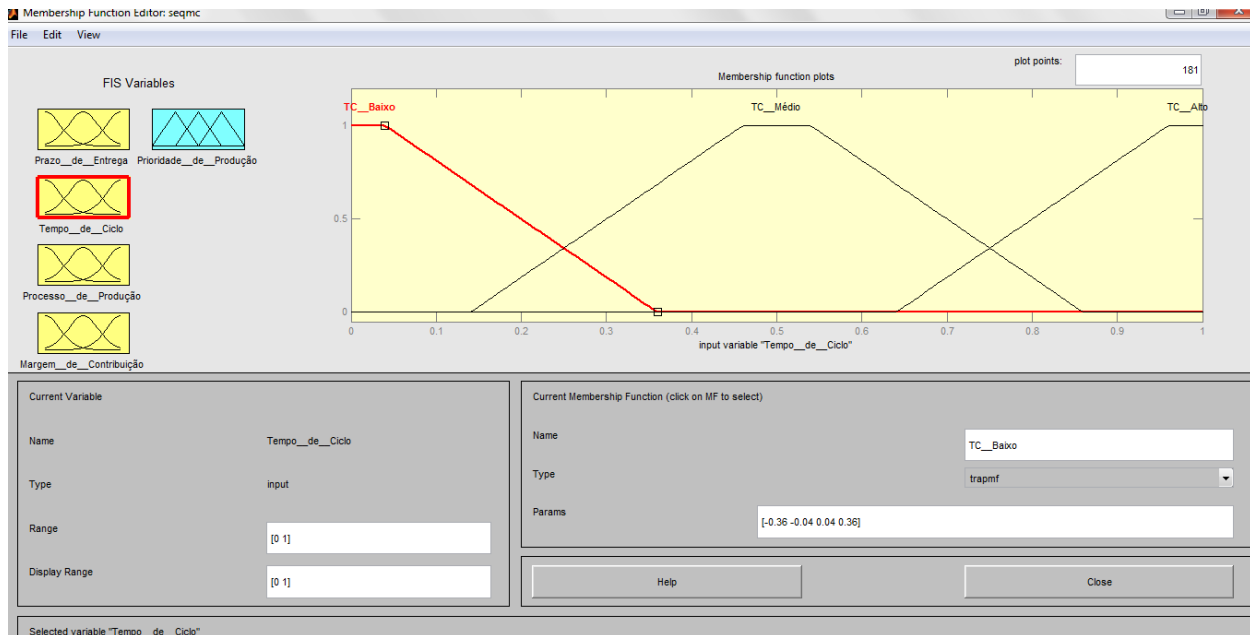 Membership Function Editor: seqmc
File Edit View
FIS Variables
Prazo__de__Entrega Prioridade__de__Produção
Tempo__de__Ciclo
Processo__de__Produção
Margem__de__Contribuição
plot points: 181
Membership function plots
TC__Baixo TC__Médio TC__Alto
1
0.5
0
0 0.1 0.2 0.3 0.4 0.5 0.6 0.7 0.8 0.9 1
input variable "Tempo__de__Ciclo"
Current Variable
Name Tempo__de__Ciclo
Type input
Range [0 1]
Display Range [0 1]
Current Membership Function (click on MF to select)
Name TC__Baixo
Type trapmf
Params [-0.36 -0.04 0.04 0.36]
Help Close
Selected variable "Tempo__de__Ciclo"